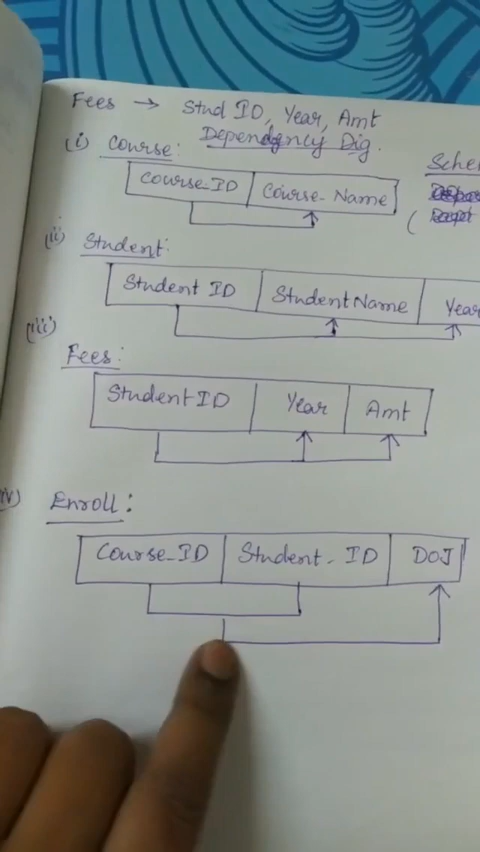 Fees → Stud ID, Year, Amt
Dependency Dig.
(i) Course:
Course_ID Course_Name
(ii) Student:
Student ID Student Name Year
(iii)
Fees:
Student ID Year Amt
iv) Enroll:
Course_ID Student_ID DOJ